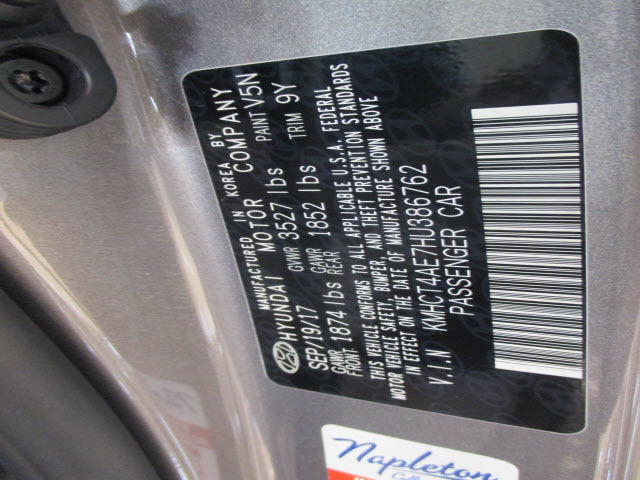 MANUFACTURED IN KOREA BY
HYUNDAI MOTOR COMPANY
SEP/19/17 GVWR 3527 lbs PAINT V5N
GAWR FRONT 1874 lbs GAWR REAR 1852 lbs TRIM 9Y
THIS VEHICLE CONFORMS TO ALL APPLICABLE U.S.A. FEDERAL
MOTOR VEHICLE SAFETY, BUMPER, AND THEFT PREVENTION STANDARDS
IN EFFECT ON THE DATE OF MANUFACTURE SHOWN ABOVE
V.I.N KMHCT4AE7HU386762
PASSENGER CAR
Napleton